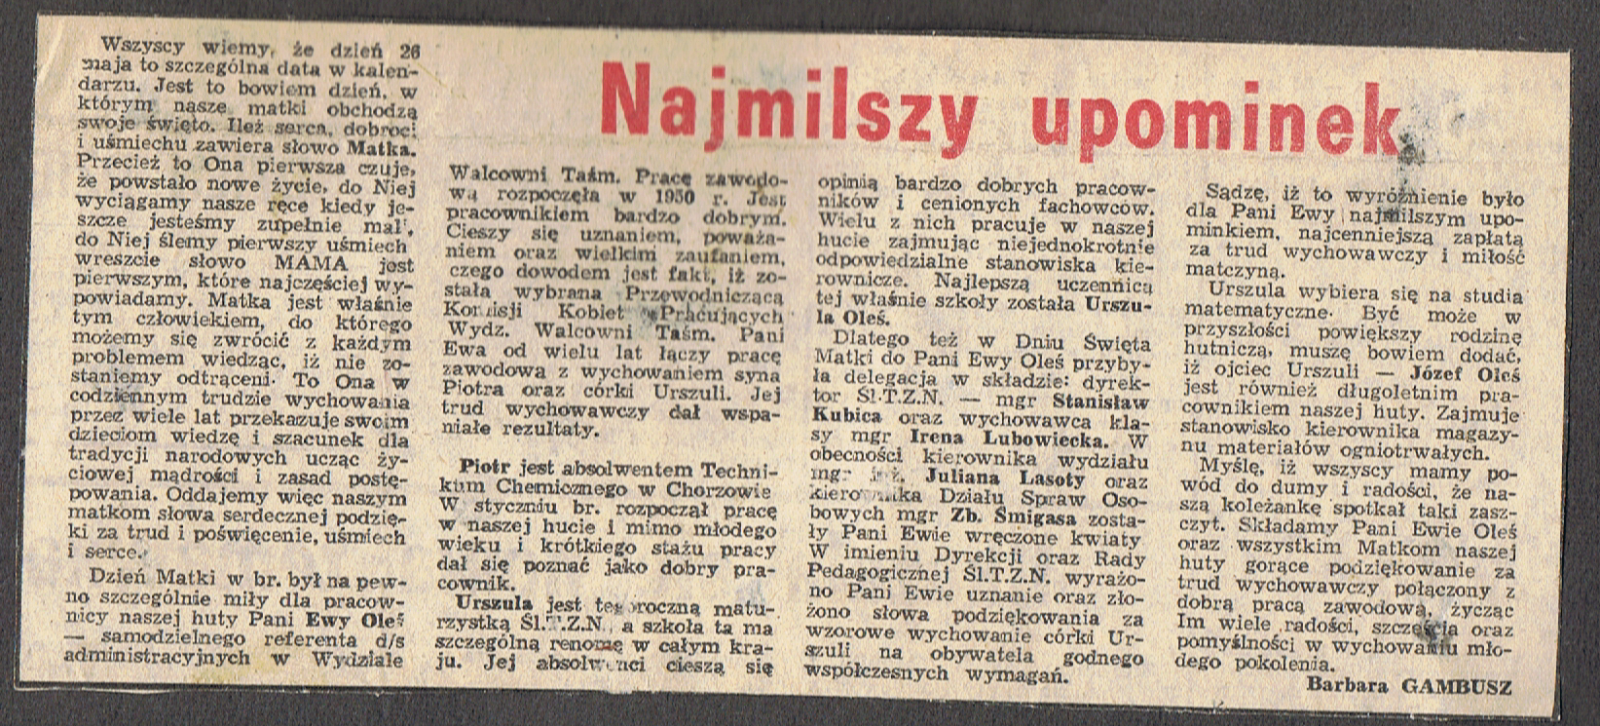 Najmilszy upominek
Wszyscy wiemy, że dzień 26
maja to szczególna data w kalen-
darzu. Jest to bowiem dzień, w
którym nasze matki obchodzą
swoje święto. Ileż serca, dobroci
i uśmiechu zawiera słowo Matka.
Przecież to Ona pierwsza czuje,
że powstało nowe życie, do Niej
wyciągamy nasze ręce kiedy je-
szcze jesteśmy zupełnie mali,
do Niej ślemy pierwszy uśmiech
wreszcie słowo MAMA jest
pierwszym, które najczęściej wy-
powiadamy. Matka jest właśnie
tym człowiekiem, do którego
możemy się zwrócić z każdym
problemem wiedząc, iż nie zo-
staniemy odtrąceni. To Ona w
codziennym trudzie wychowania
przez wiele lat przekazuje swoim
dzieciom wiedzę i szacunek dla
tradycji narodowych ucząc ży-
ciowej mądrości i zasad postę-
powania. Oddajemy więc naszym
matkom słowa serdecznej podzię-
ki za trud i poświęcenie, uśmiech
i serce.
Dzień Matki w br. był na pew-
no szczególnie miły dla pracow-
nicy naszej huty Pani Ewy Oleś
— samodzielnego referenta d/s
administracyjnych w Wydziale
Walcowni Taśm. Pracę zawodo-
wą rozpoczęła w 1950 r. Jest
pracownikiem bardzo dobrym.
Cieszy się uznaniem, poważa-
niem oraz wielkim zaufaniem,
czego dowodem jest fakt, iż zo-
stała wybrana Przewodniczącą
Komisji Kobiet Pracujących
Wydz. Walcowni Taśm. Pani
Ewa od wielu lat łączy pracę
zawodową z wychowaniem syna
Piotra oraz córki Urszuli. Jej
trud wychowawczy dał wspa-
niałe rezultaty.
Piotr jest absolwentem Techni-
kum Chemicznego w Chorzowie
W styczniu br. rozpoczął pracę
w naszej hucie i mimo młodego
wieku i krótkiego stażu pracy
dał się poznać jako dobry pra-
cownik.
Urszula jest tegoroczną matu-
rzystką Śl.T.Z.N., a szkoła ta ma
szczególną renomę w całym kra-
ju. Jej absolwenci cieszą się
opinią bardzo dobrych pracow-
ników i cenionych fachowców.
Wielu z nich pracuje w naszej
hucie zajmując niejednokrotnie
odpowiedzialne stanowiska kie-
rownicze. Najlepszą uczennicą
tej właśnie szkoły została Urszu-
la Oleś.
Dlatego też w Dniu Święta
Matki do Pani Ewy Oleś przyby-
ła delegacja w składzie: dyrek-
tor Śl.T.Z.N. — mgr Stanisław
Kubica oraz wychowawca kla-
sy mgr Irena Lubowiecka. W
obecności kierownika wydziału
mgr inż. Juliana Lasoty oraz
kierownika Działu Spraw Oso-
bowych mgr Zb. Śmigasa zosta-
ły Pani Ewie wręczone kwiaty
W imieniu Dyrekcji oraz Rady
Pedagogicznej Śl.T.Z.N. wyrażo-
no Pani Ewie uznanie oraz zło-
żono słowa podziękowania za
wzorowe wychowanie córki Ur-
szuli na obywatela godnego
współczesnych wymagań.
Sądzę, iż to wyróżnienie było
dla Pani Ewy najmilszym upo-
minkiem, najcenniejszą zapłatą
za trud wychowawczy i miłość
matczyną.
Urszula wybiera się na studia
matematyczne. Być może w
przyszłości powiększy rodzinę
hutniczą, muszę bowiem dodać,
iż ojciec Urszuli — Józef Oleś
jest również długoletnim pra-
cownikiem naszej huty. Zajmuje
stanowisko kierownika magazy-
nu materiałów ogniotrwałych.
Myślę, iż wszyscy mamy po-
wód do dumy i radości, że na-
szą koleżankę spotkał taki zasz-
czyt. Składamy Pani Ewie Oleś
oraz wszystkim Matkom naszej
huty gorące podziękowanie za
trud wychowawczy połączony z
dobrą pracą zawodową, życząc
Im wiele radości, szczęścia oraz
pomyślności w wychowaniu mło-
dego pokolenia.
Barbara GAMBUSZ